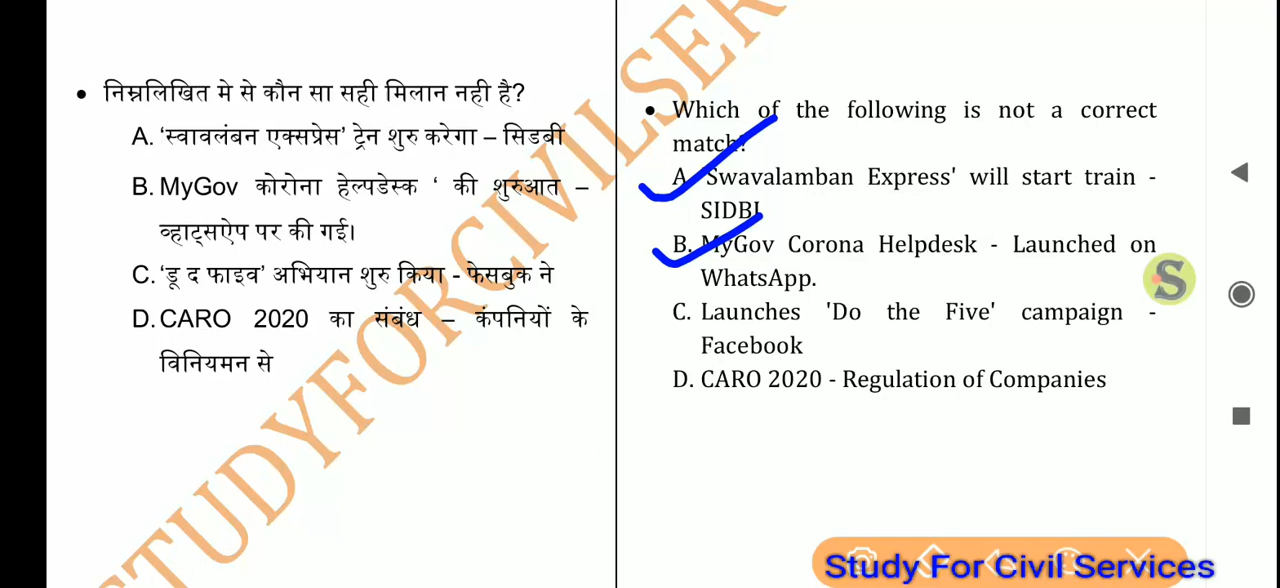 • निम्नलिखित मे से कौन सा सही मिलान नही है?
A. ‘स्वावलंबन एक्सप्रेस’ ट्रेन शुरु करेगा – सिडबी
B. MyGov कोरोना हेल्पडेस्क ‘ की शुरुआत –
व्हाट्सऐप पर की गई।
C. ‘डू द फाइव’ अभियान शुरु किया - फेसबुक ने
D. CARO 2020 का संबंध – कंपनियों के
विनियमन से
• Which of the following is not a correct
match?
A. 'Swavalamban Express' will start train -
SIDBI
B. MyGov Corona Helpdesk - Launched on
WhatsApp.
C. Launches 'Do the Five' campaign -
Facebook
D. CARO 2020 - Regulation of Companies
STUDYFORCIVILSER
S
Study For Civil Services